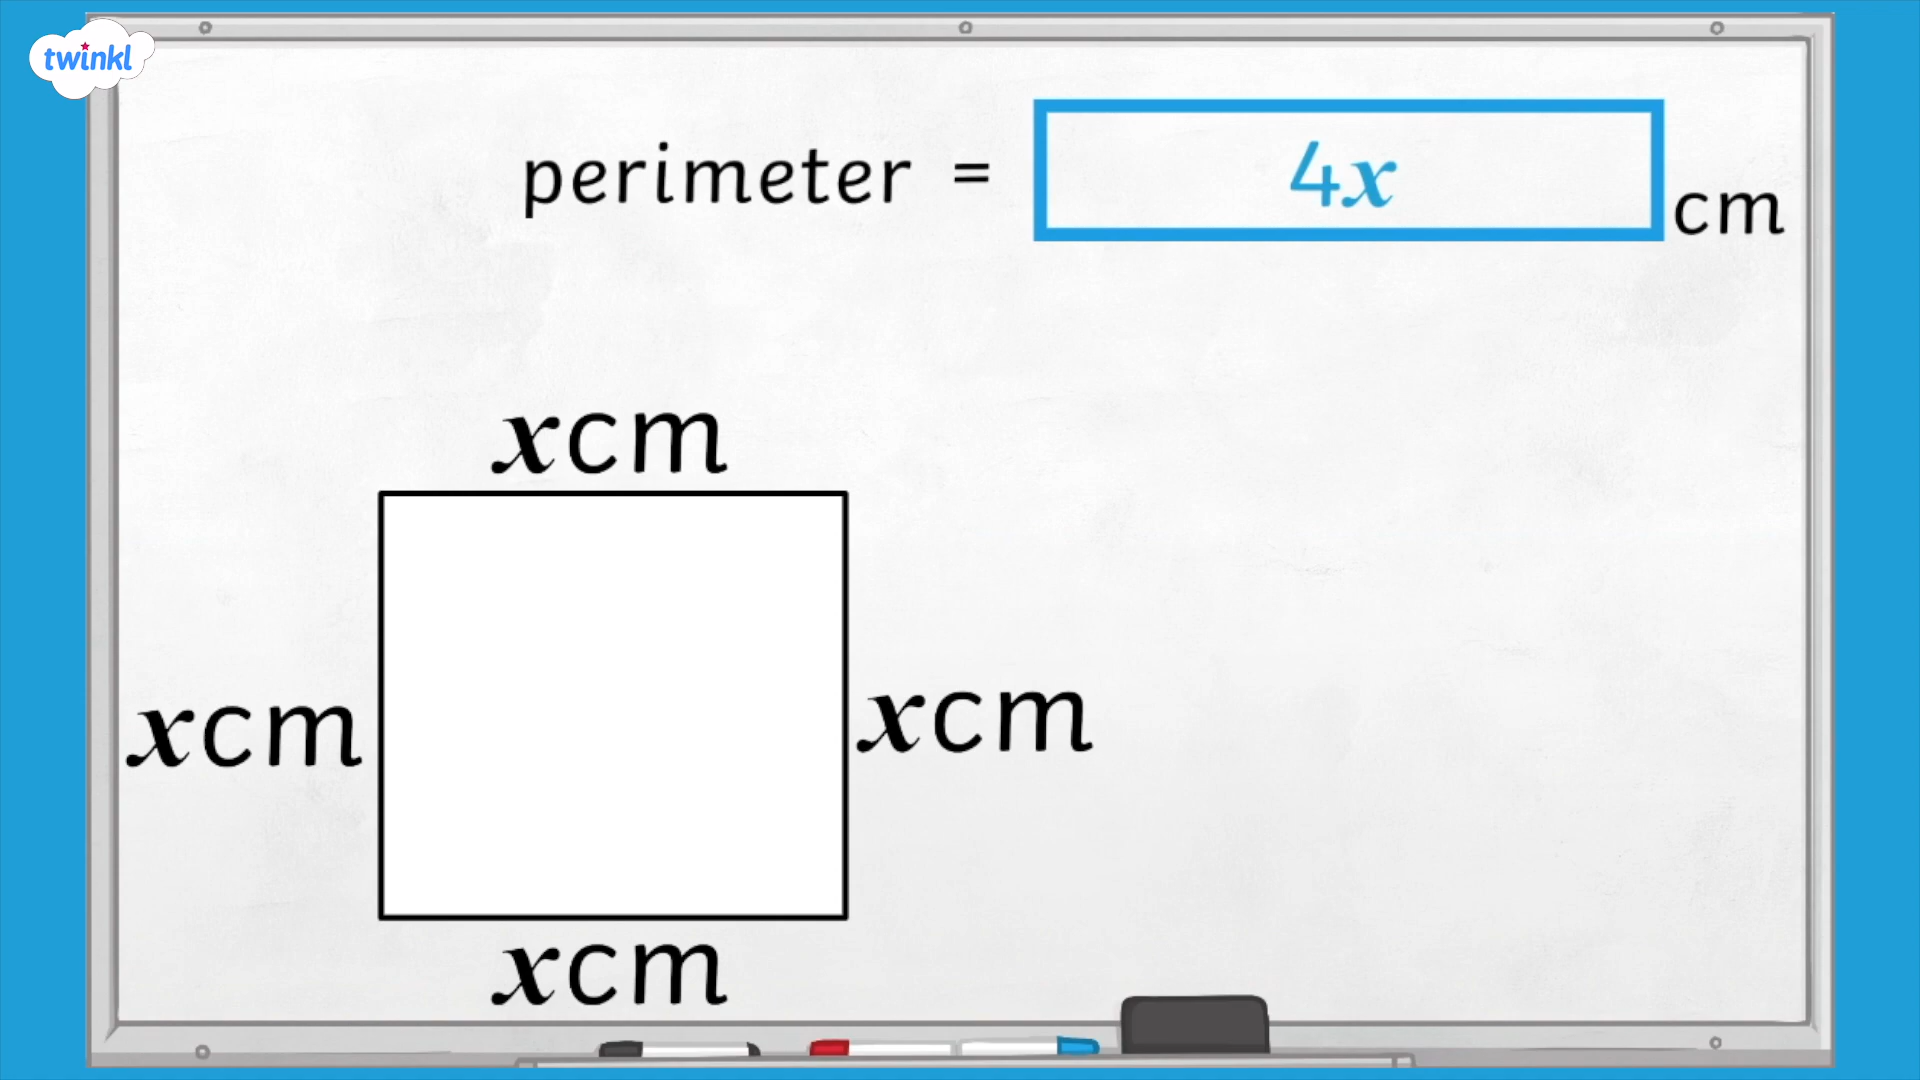 twinkl
perimeter = 4x cm
xcm
xcm xcm
xcm